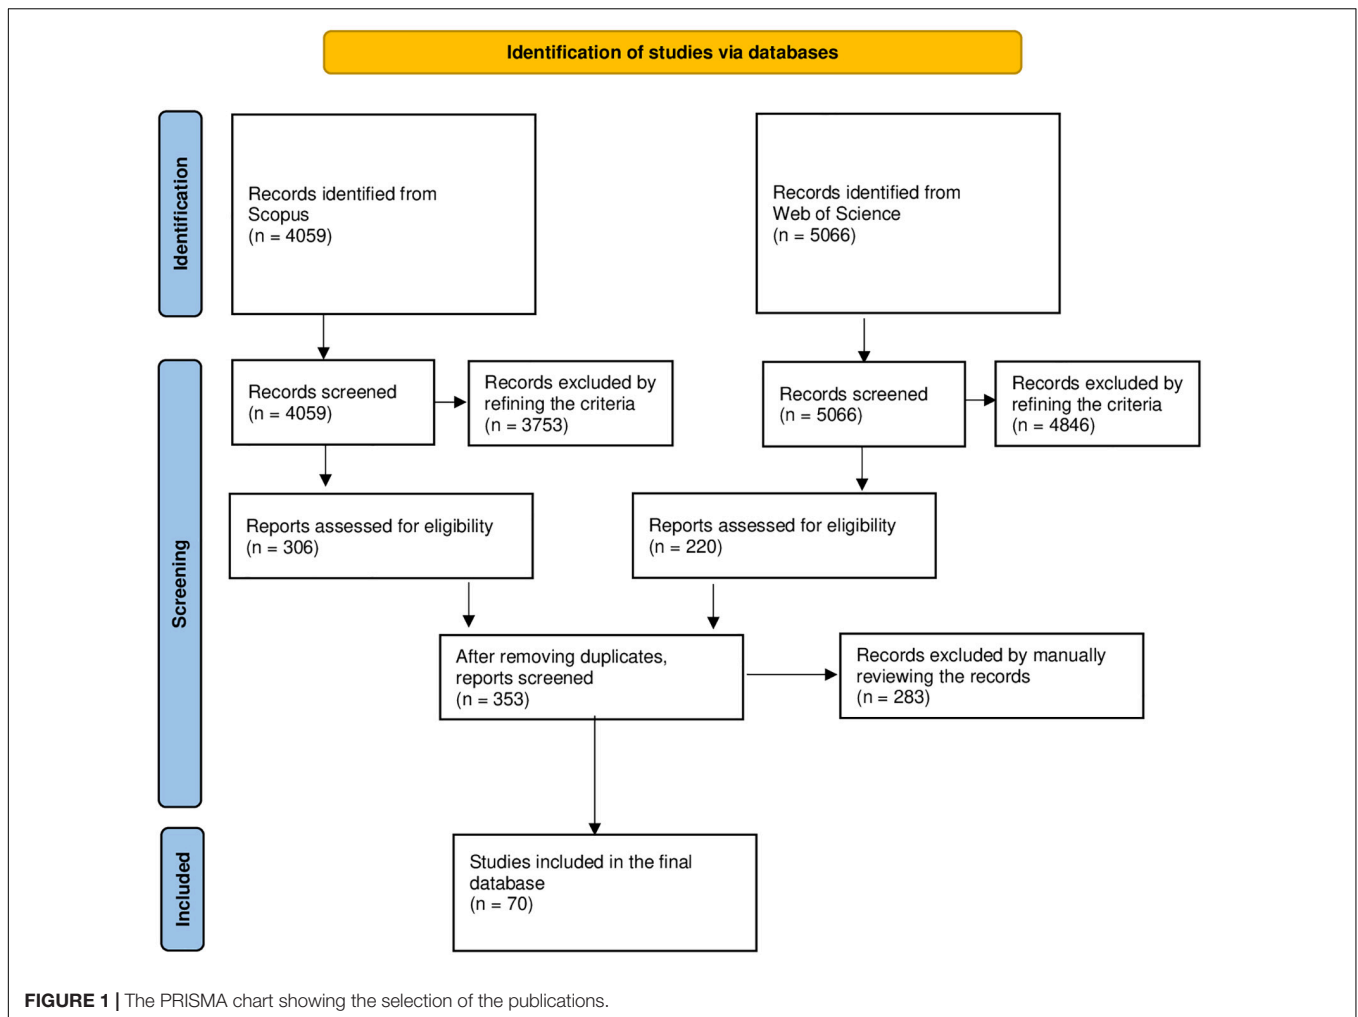 Identification of studies via databases
Identification
Records identified from
Scopus
(n = 4059)
Records identified from
Web of Science
(n = 5066)
Screening
Records screened
(n = 4059)
Records excluded by
refining the criteria
(n = 3753)
Records screened
(n = 5066)
Records excluded by
refining the criteria
(n = 4846)
Reports assessed for eligibility
(n = 306)
Reports assessed for eligibility
(n = 220)
After removing duplicates,
reports screened
(n = 353)
Records excluded by manually
reviewing the records
(n = 283)
Included
Studies included in the final
database
(n = 70)
FIGURE 1 | The PRISMA chart showing the selection of the publications.